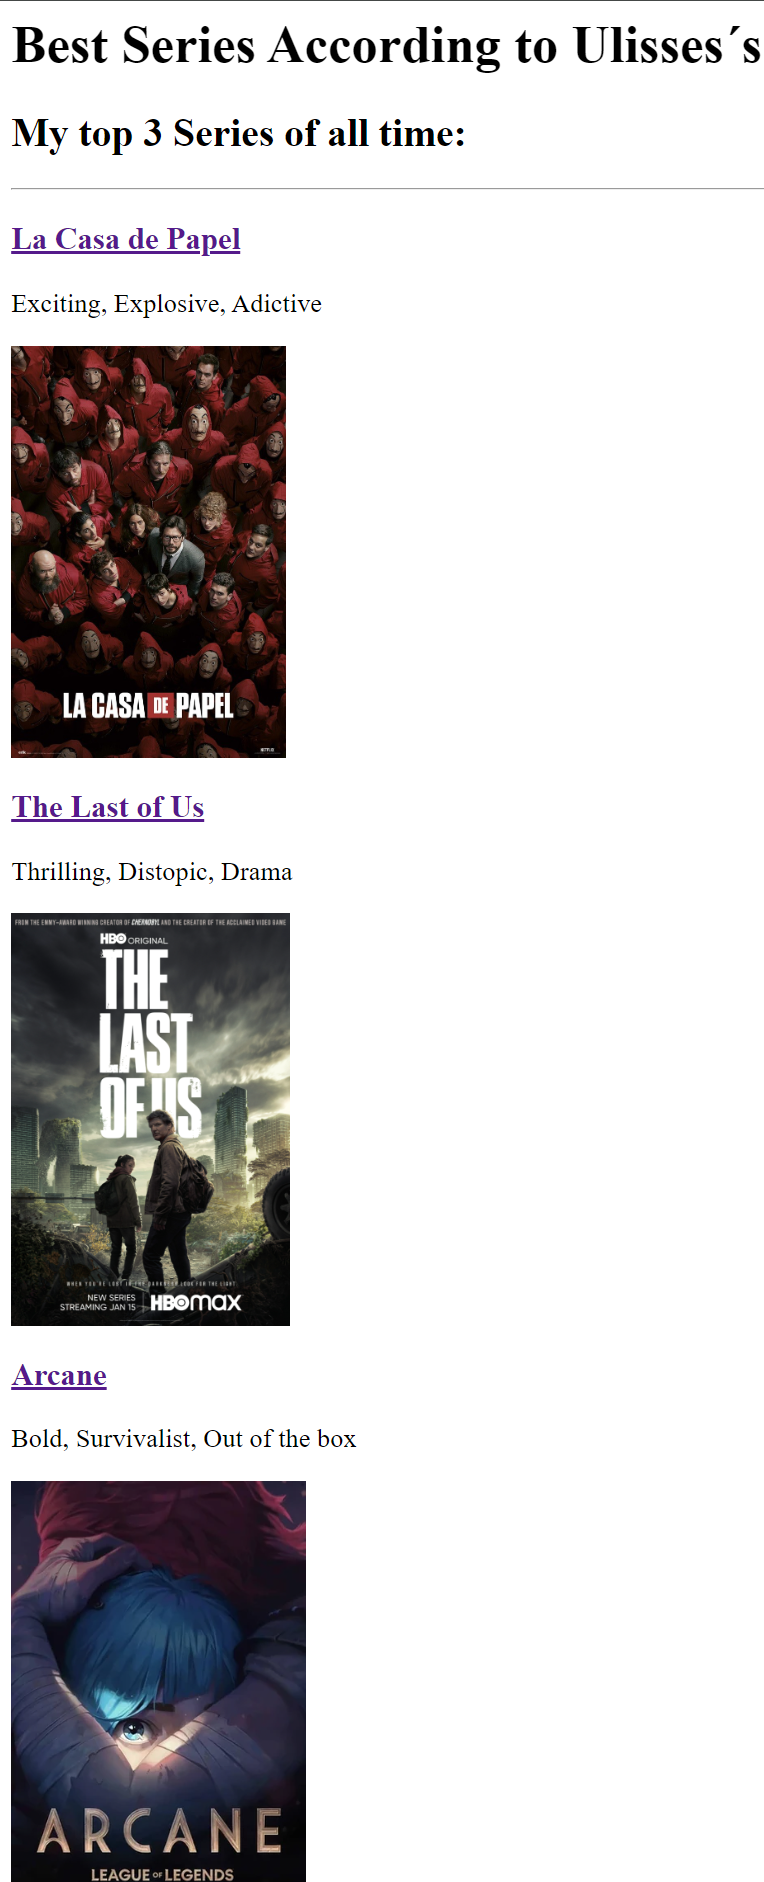 Best Series According to Ulisses´s
My top 3 Series of all time:
La Casa de Papel
Exciting, Explosive, Adictive
LA CASA DE PAPEL
NETFLIX
The Last of Us
Thrilling, Distopic, Drama
FROM THE EMMY-AWARD WINNING CREATOR OF CHERNOBYL AND THE CREATOR OF THE ACCLAIMED VIDEO GAME
HBO ORIGINAL
THE
LAST
OF US
WHEN YOU'RE LOST IN THE DARKNESS LOOK FOR THE LIGHT
NEW SERIES
STREAMING JAN 15
HBOmax
Arcane
Bold, Survivalist, Out of the box
ARCANE
LEAGUE OF LEGENDS